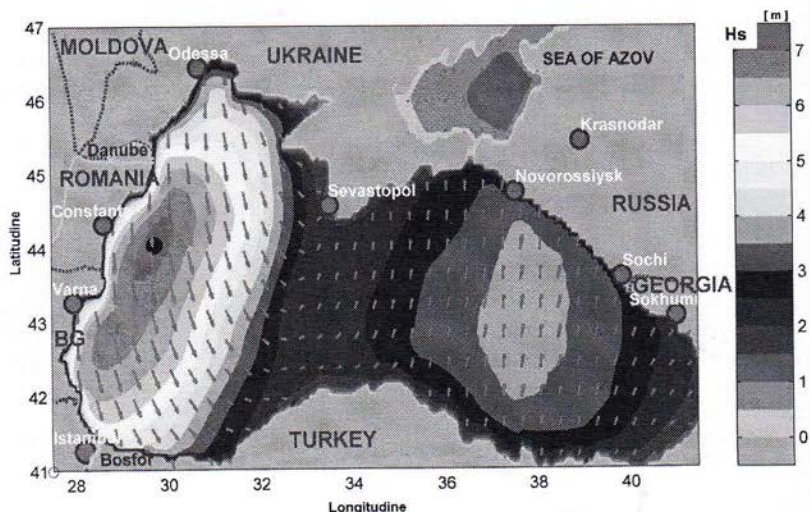 [m]
Hs
47
46
45
44
43
42
41
Latitudine
28
30
32
34
36
38
40
Longitudine
MOLDOVA
Odessa
UKRAINE
SEA OF AZOV
Krasnodar
Danube
ROMANIA
Sevastopol
Novorossiysk
RUSSIA
Constant
Sochi
GEORGIA
Varna
Sokhumi
BG
TURKEY
Istambul
Bosfor
7
6
5
4
3
2
1
0